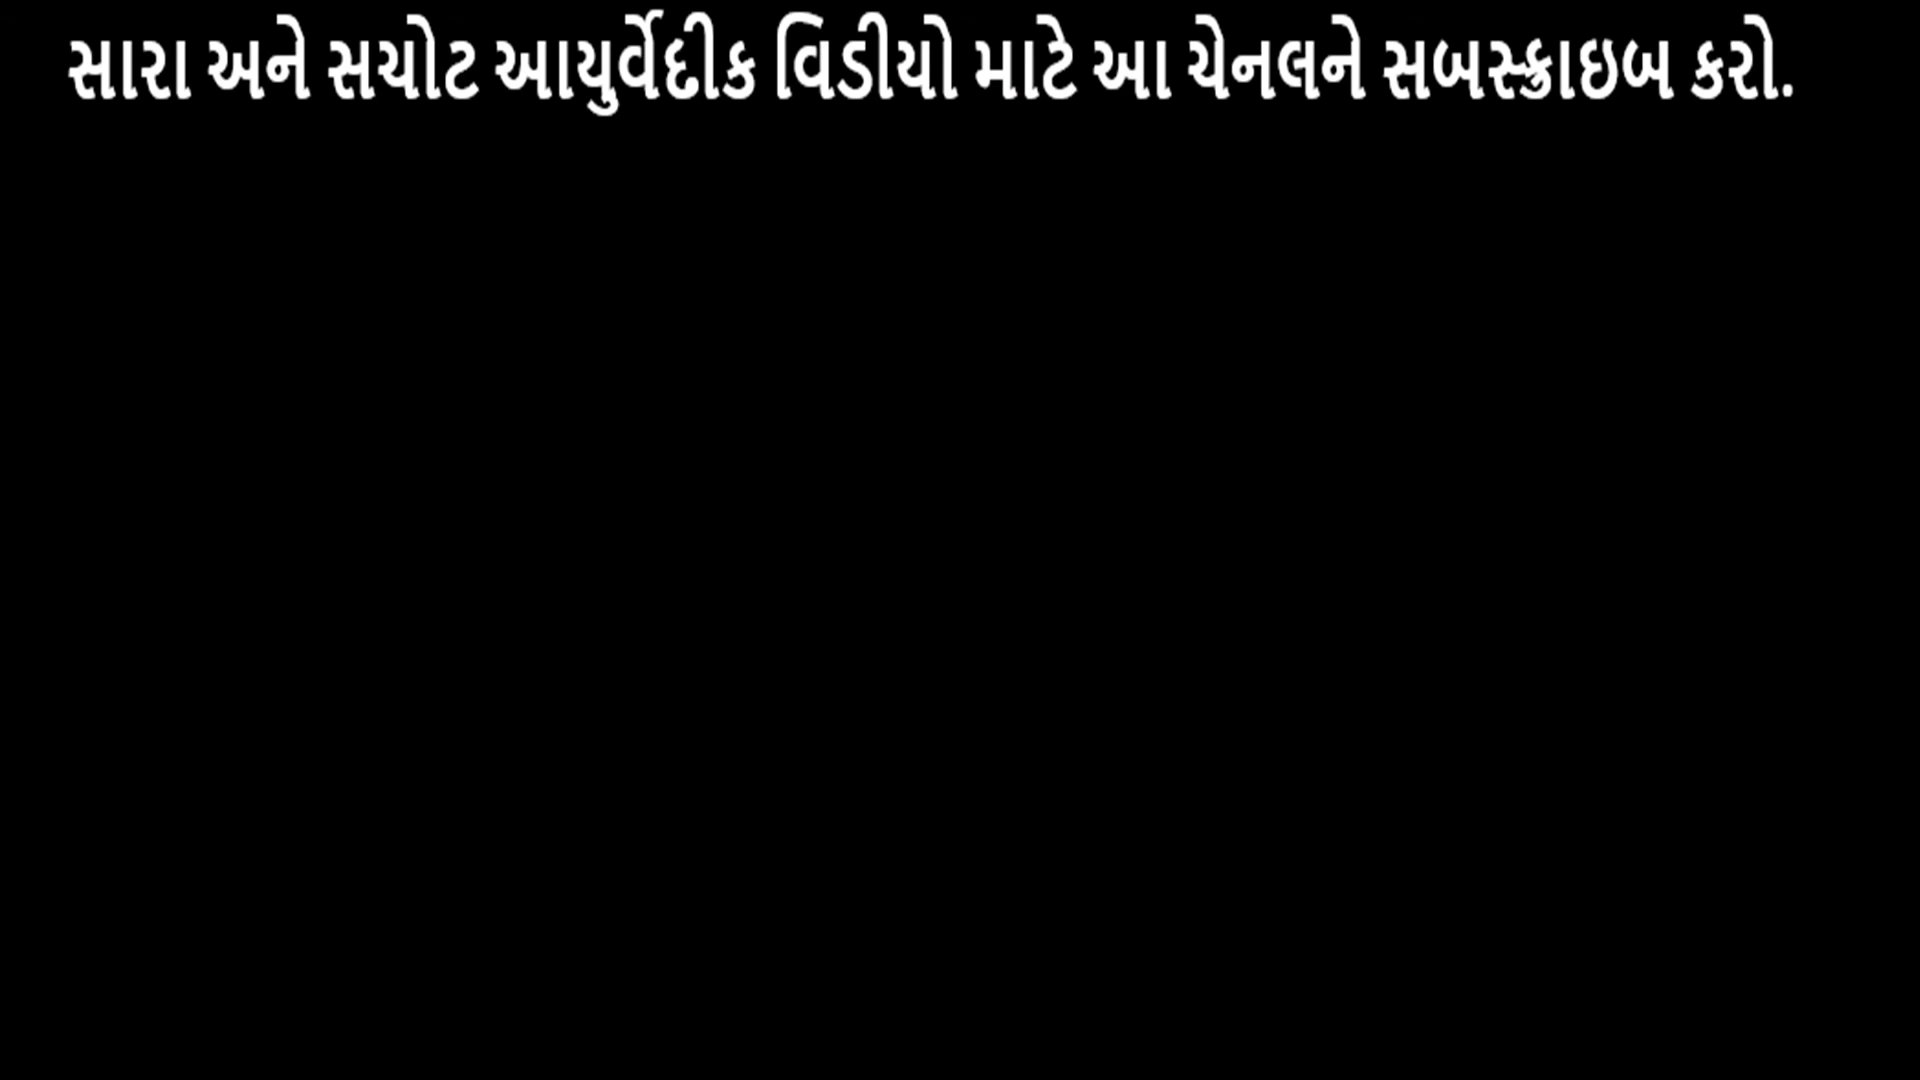 સારા અને સચોટ આયુર્વેદીક વિડીયો માટે આ ચેનલને સબસ્ક્રાઇબ કરો.